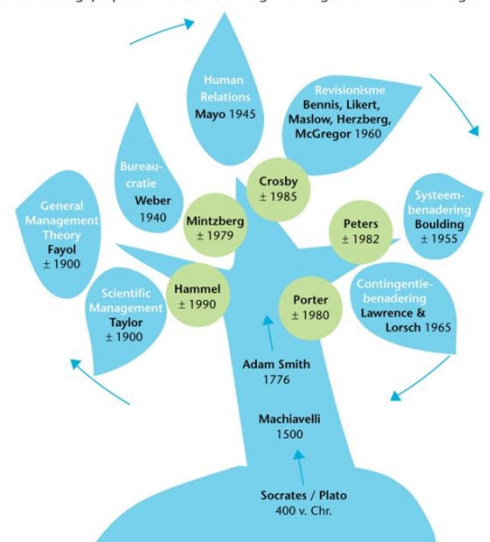 Human
Relations
Mayo 1945
Revisionisme
Bennis, Likert,
Maslow, Herzberg,
McGregor 1960
Bureau-
cratie
Weber
1940
Crosby
± 1985
General
Management
Theory
Fayol
± 1900
Mintzberg
± 1979
Peters
± 1982
Systeem-
benadering
Boulding
± 1955
Scientific
Management
Taylor
± 1900
Hammel
± 1990
Porter
± 1980
Contingentie-
benadering
Lawrence &
Lorsch 1965
Adam Smith
1776
Machiavelli
1500
Socrates / Plato
400 v. Chr.